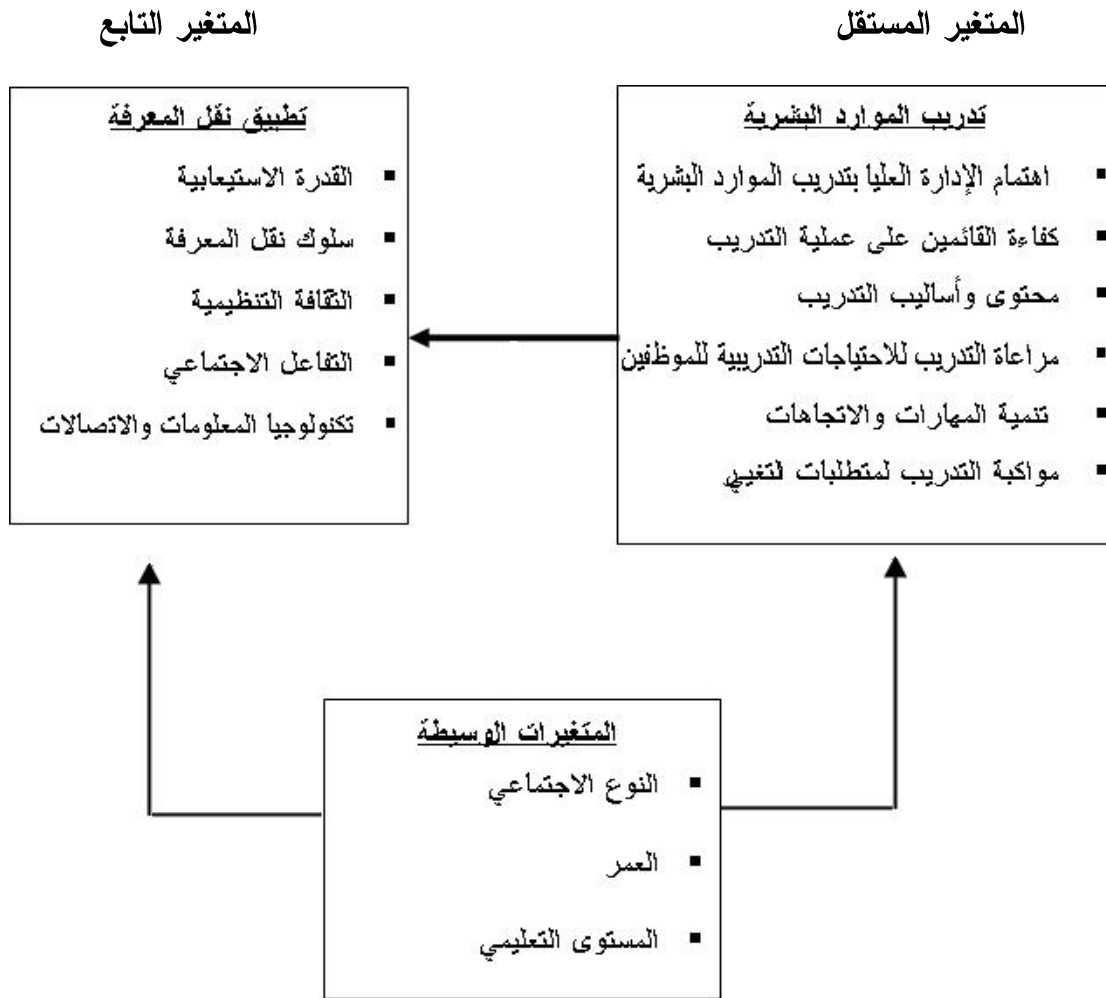 المتغير المستقل
المتغير التابع
تدريب الموارد البشرية
▪ اهتمام الإدارة العليا بتدريب الموارد البشرية
▪ كفاءة القائمين على عملية التدريب
▪ محتوى وأساليب التدريب
▪ مراعاة التدريب للاحتياجات التدريبية للموظفين
▪ تنمية المهارات والاتجاهات
▪ مواكبة التدريب لمتطلبات التغيير
تطبيق نقل المعرفة
▪ القدرة الاستيعابية
▪ سلوك نقل المعرفة
▪ الثقافة التنظيمية
▪ التفاعل الاجتماعي
▪ تكنولوجيا المعلومات والاتصالات
المتغيرات الوسيطة
▪ النوع الاجتماعي
▪ العمر
▪ المستوى التعليمي